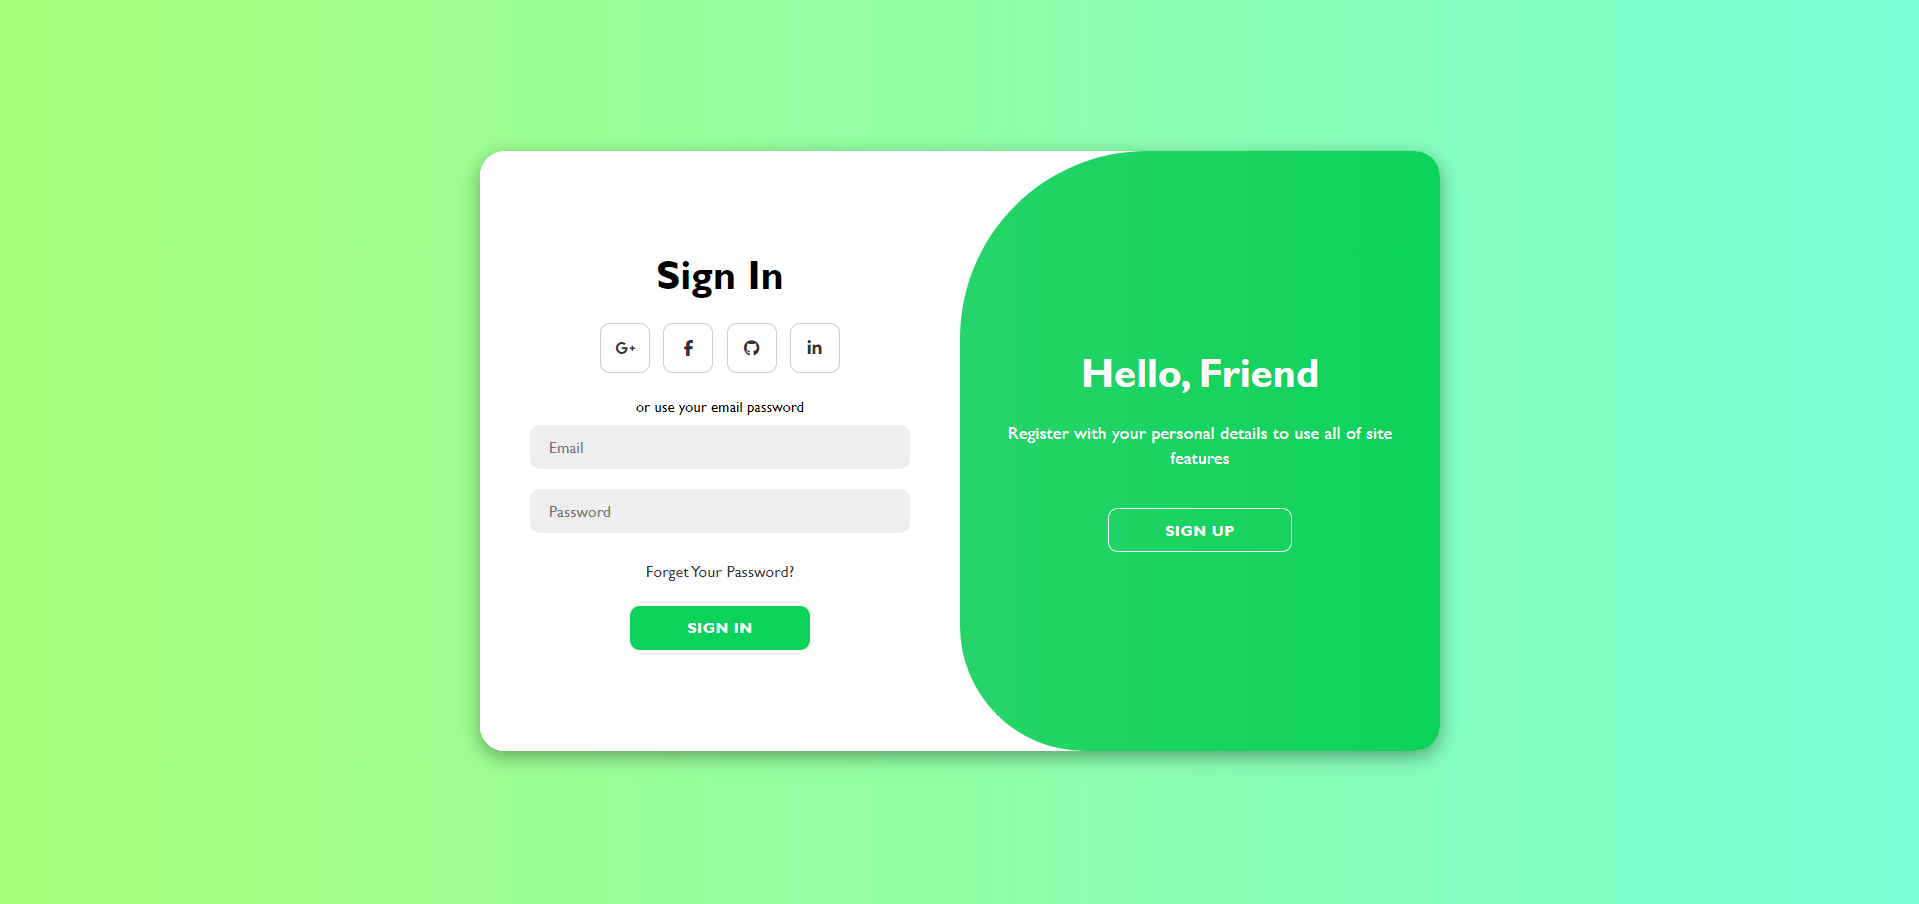 Sign In
G+
f
in
or use your email password
Email
Password
Forget Your Password?
SIGN IN
Hello, Friend
Register with your personal details to use all of site
features
SIGN UP